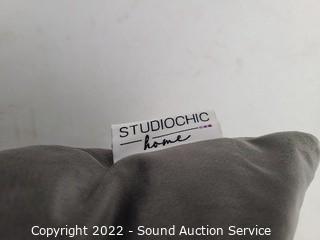 STUDIOCHIC
home
Copyright 2022 - Sound Auction Service